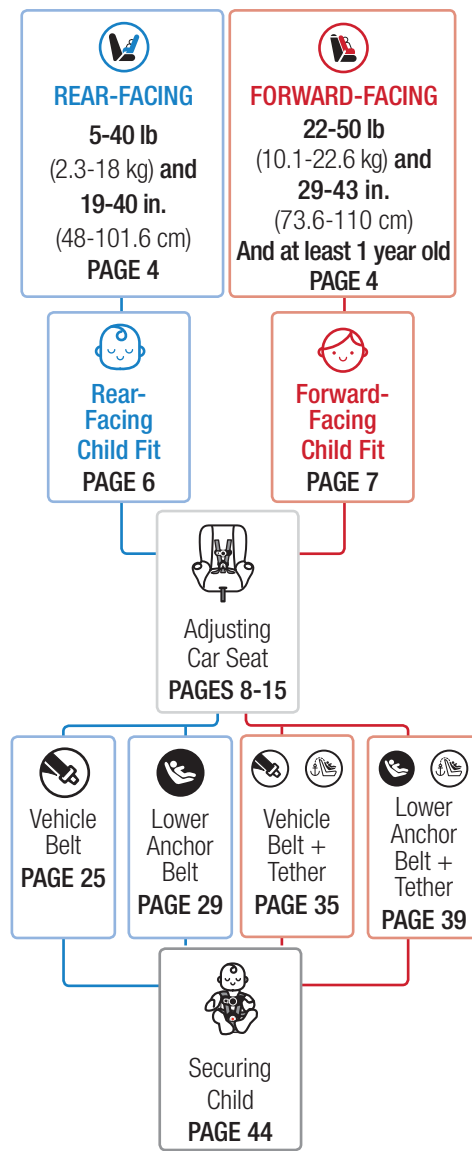 REAR-FACING
5-40 lb
(2.3-18 kg) and
19-40 in.
(48-101.6 cm)
PAGE 4
FORWARD-FACING
22-50 lb
(10.1-22.6 kg) and
29-43 in.
(73.6-110 cm)
And at least 1 year old
PAGE 4
Rear-
Facing
Child Fit
PAGE 6
Forward-
Facing
Child Fit
PAGE 7
Adjusting
Car Seat
PAGES 8-15
Vehicle
Belt
PAGE 25
Lower
Anchor
Belt
PAGE 29
Vehicle
Belt +
Tether
PAGE 35
Lower
Anchor
Belt +
Tether
PAGE 39
Securing
Child
PAGE 44